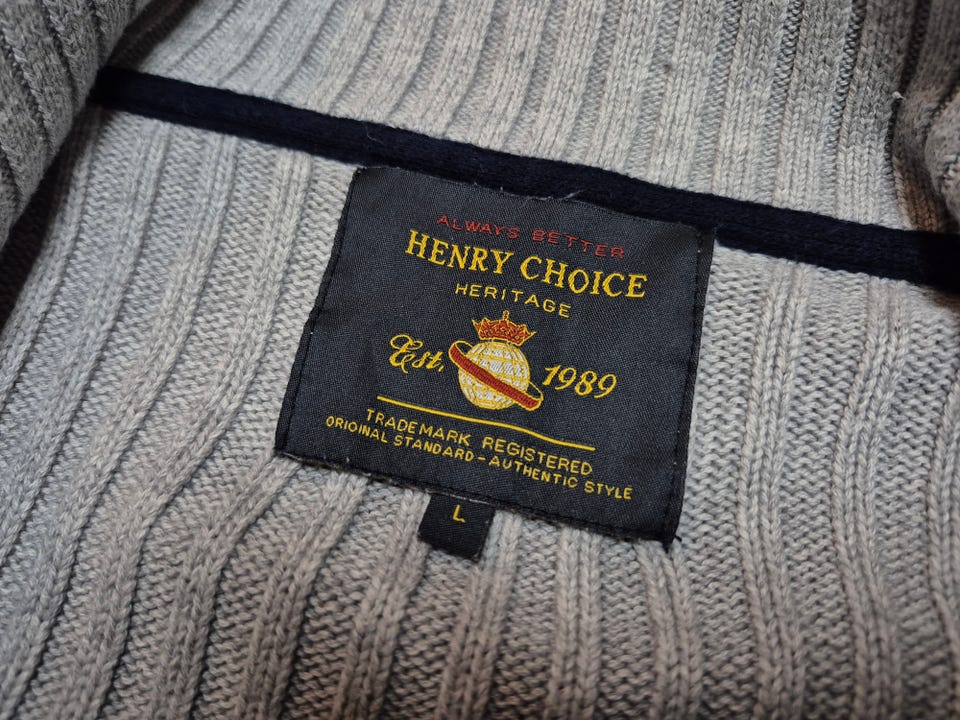 ALWAYS BETTER
HENRY CHOICE
HERITAGE
Est. 1989
TRADEMARK REGISTERED
ORIGINAL STANDARD - AUTHENTIC STYLE
L